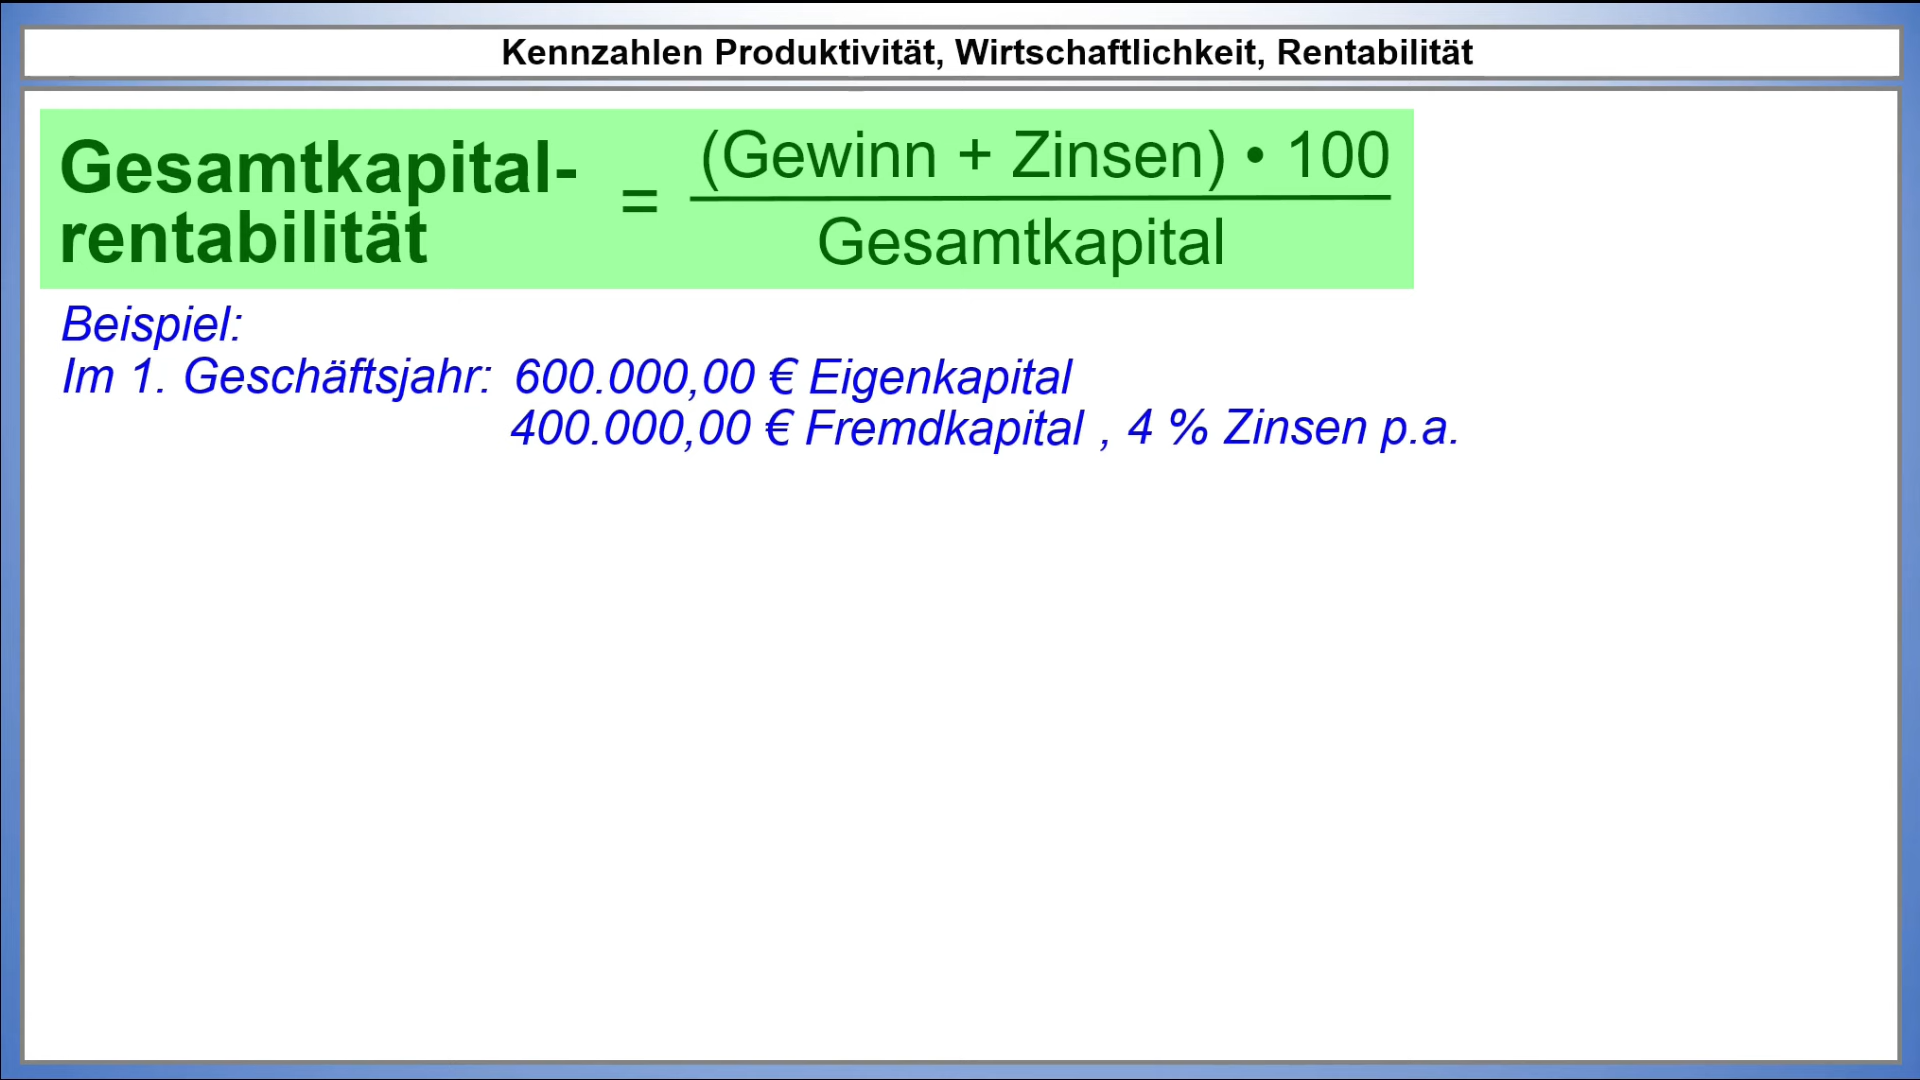 Kennzahlen Produktivität, Wirtschaftlichkeit, Rentabilität
Gesamtkapital-
rentabilität
=
(Gewinn + Zinsen) • 100
Gesamtkapital
Beispiel:
Im 1. Geschäftsjahr: 600.000,00 € Eigenkapital
400.000,00 € Fremdkapital , 4 % Zinsen p.a.